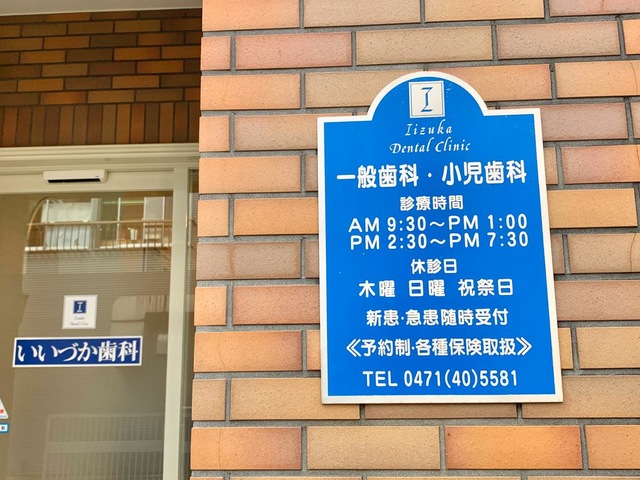 I
Iizuka
Dental Clinic
一般歯科・小児歯科
診療時間
AM 9:30～PM 1:00
PM 2:30～PM 7:30
休診日
木曜 日曜 祝祭日
新患・急患随時受付
《予約制・各種保険取扱》
TEL 0471(40)5581
I
Iizuka
Dental Clinic
いいづか歯科